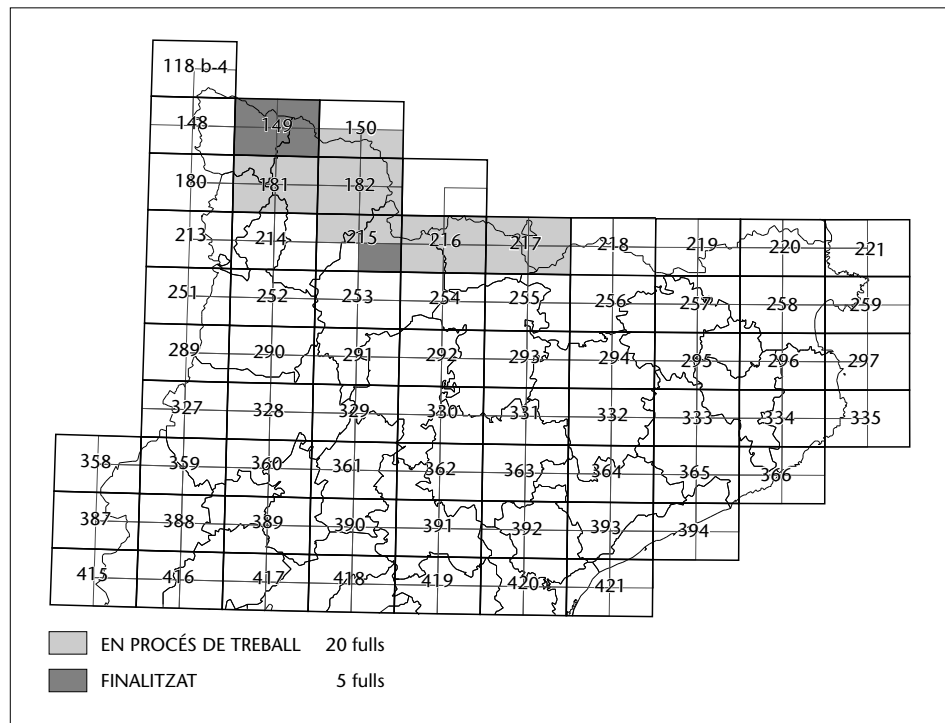 118 b-4
148 149 150
180 181 182
213 214 215 216 217 218 219 220 221
251 252 253 254 255 256 257 258 259
289 290 291 292 293 294 295 296 297
327 328 329 330 331 332 333 334 335
358 359 360 361 362 363 364 365 366
387 388 389 390 391 392 393 394
415 416 417 418 419 420 421
EN PROCÉS DE TREBALL 20 fulls
FINALITZAT 5 fulls